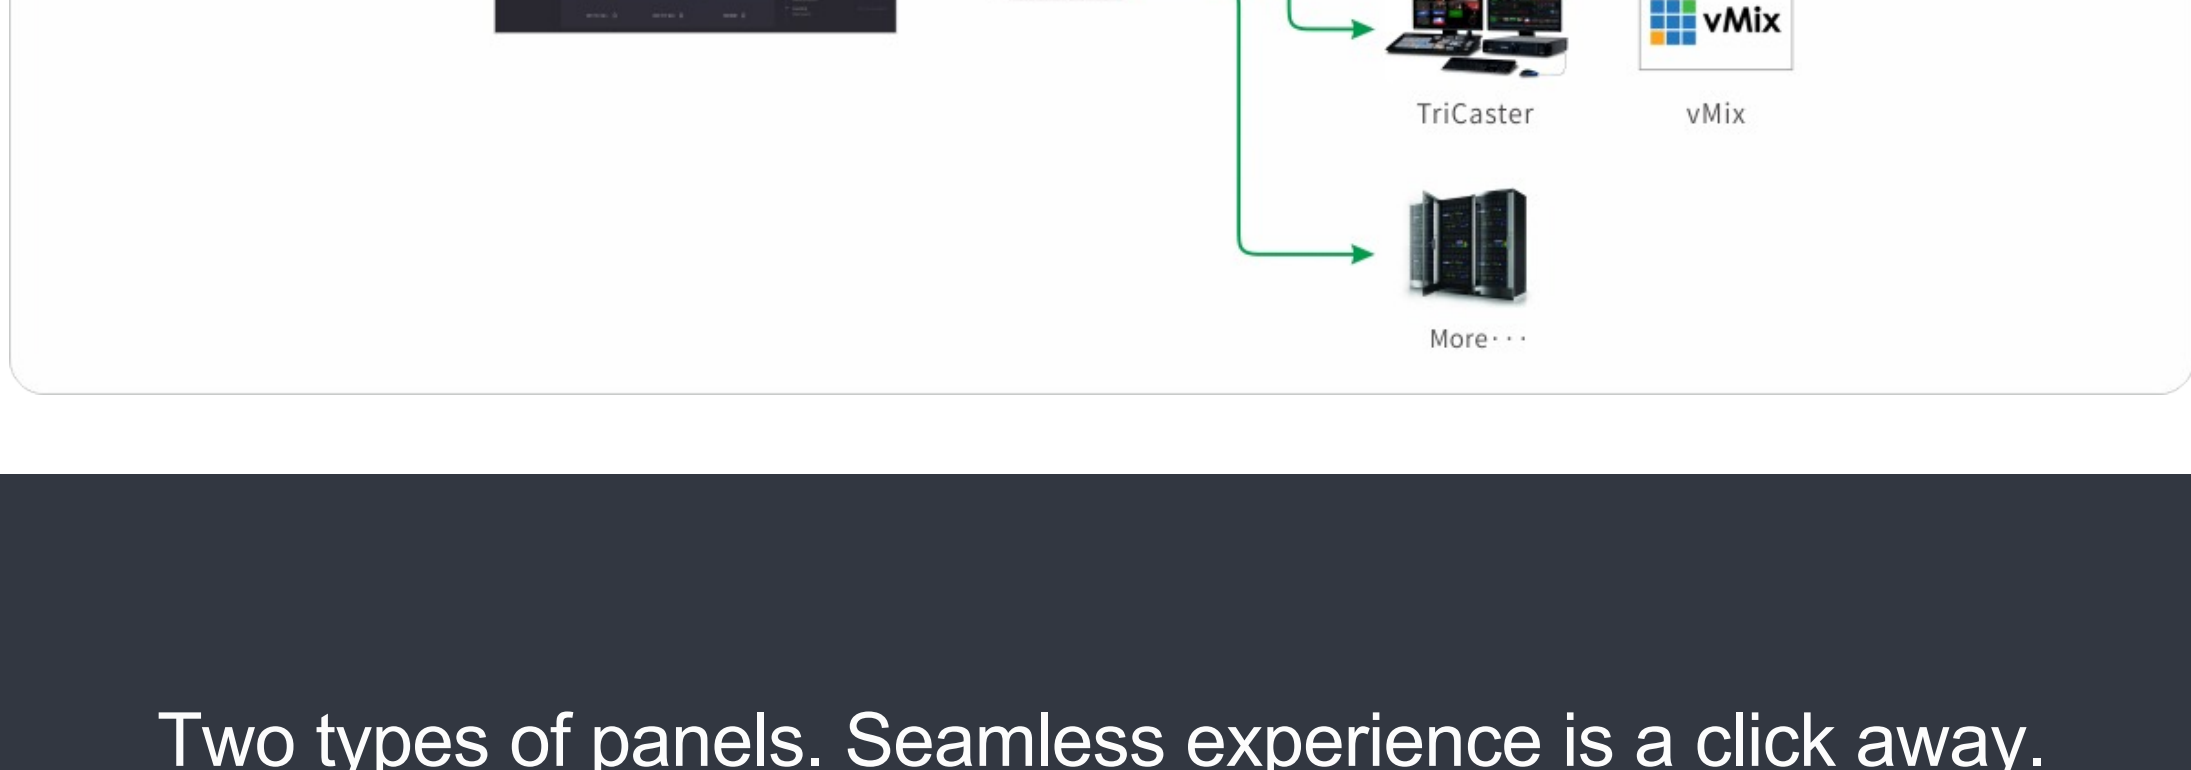 vMix
TriCaster
vMix
More···
Two types of panels. Seamless experience is a click away.